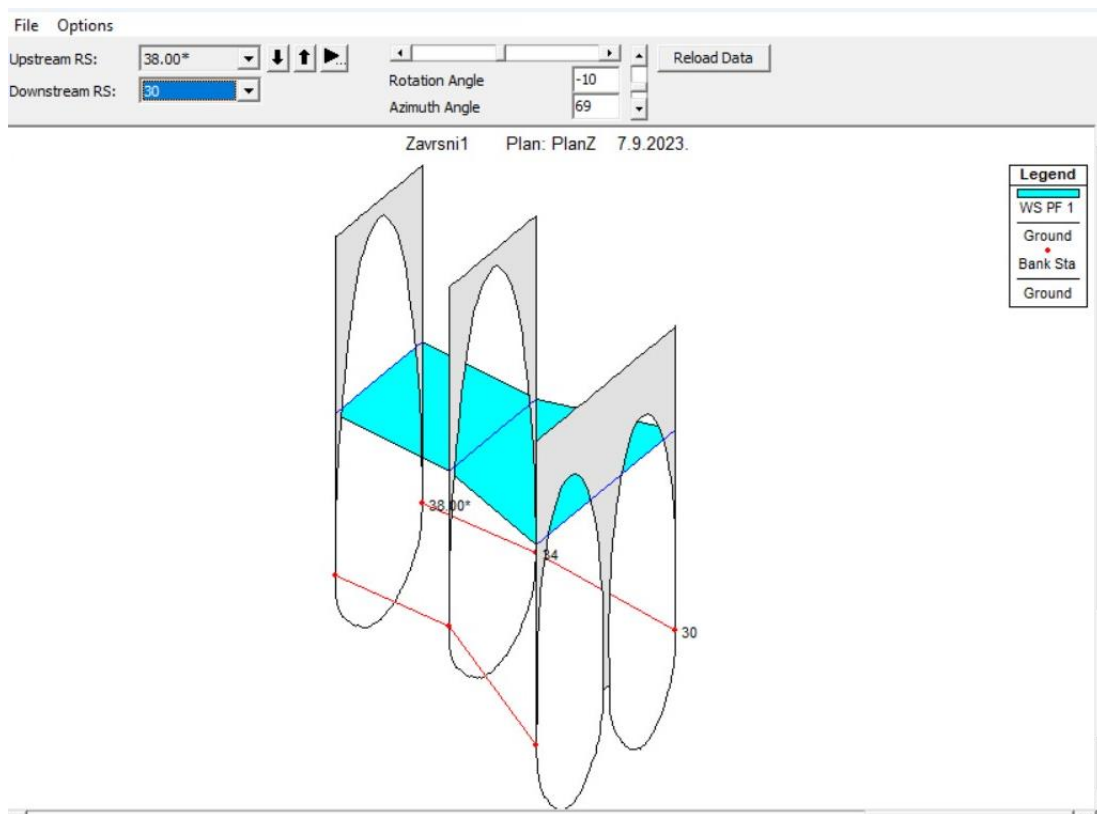 File Options
Upstream RS: 38.00*
Downstream RS: 30
Rotation Angle -10
Azimuth Angle 69
Reload Data
Zavrsni1 Plan: PlanZ 7.9.2023.
Legend
WS PF 1
Ground
Bank Sta
Ground
38.00*
34
30